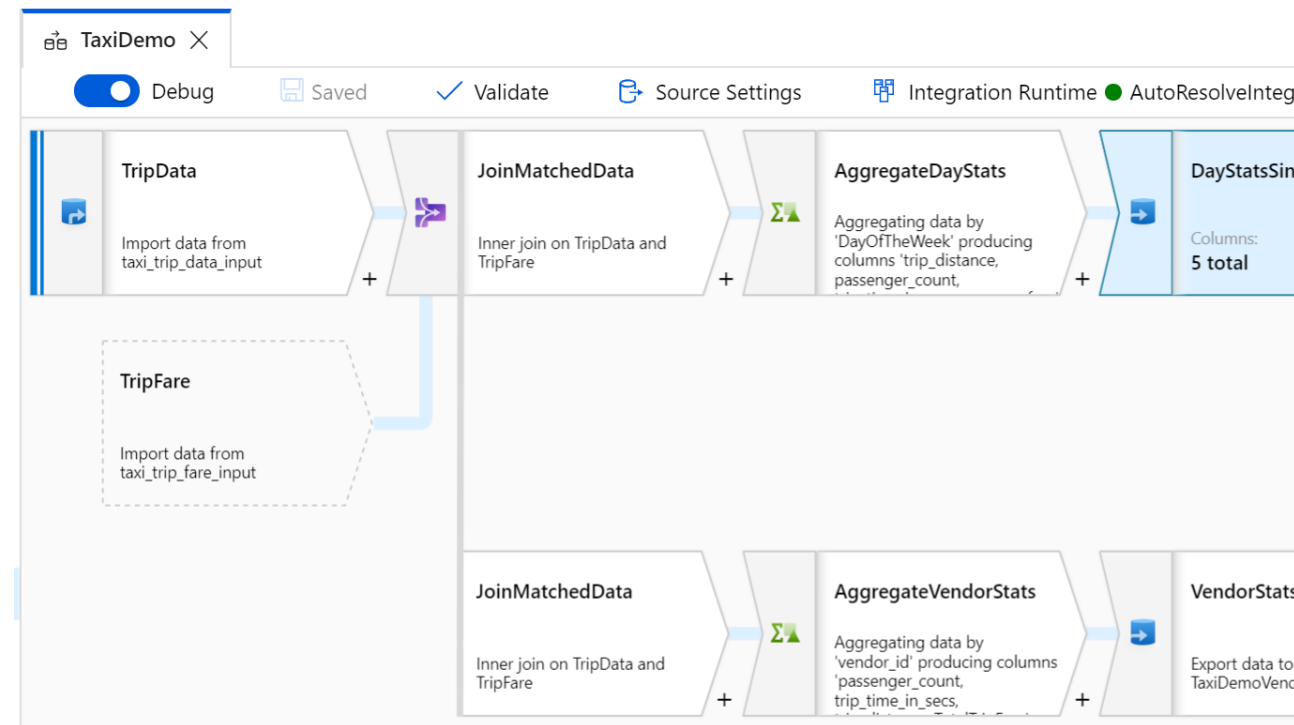 TaxiDemo
Debug
Saved
Validate
Source Settings
Integration Runtime
AutoResolveInteg
TripData
Import data from
taxi_trip_data_input
+
JoinMatchedData
Inner join on TripData and
TripFare
+
AggregateDayStats
Aggregating data by
'DayOfTheWeek' producing
columns 'trip_distance,
passenger_count,
+
DayStatsSin
Columns:
5 total
TripFare
Import data from
taxi_trip_fare_input
JoinMatchedData
Inner join on TripData and
TripFare
+
AggregateVendorStats
Aggregating data by
'vendor_id' producing columns
'passenger_count,
trip_time_in_secs,
+
VendorStats
Export data to
TaxiDemoVend